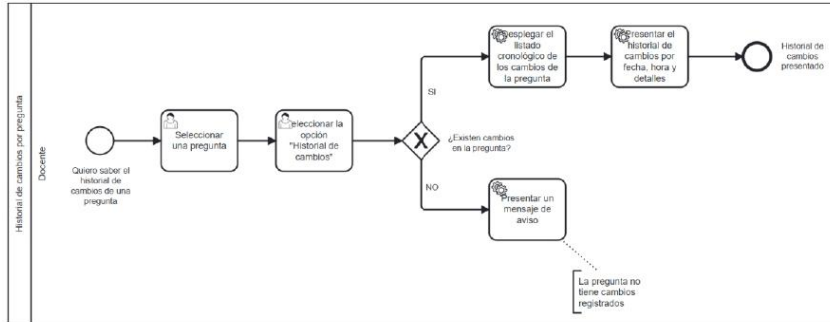 Historial de cambios por pregunta
Docente
Quiero saber el
historial de
cambios de una
pregunta
Seleccionar
una pregunta
Seleccionar la
opción
"Historial de
cambios"
¿Existen cambios
en la pregunta?
SI
Desplegar el
listado
cronológico de
los cambios de
la pregunta
Presentar el
historial de
cambios por
fecha, hora y
detalles
Historial de
cambios
presentado
NO
Presentar un
mensaje de
aviso
La pregunta no
tiene cambios
registrados